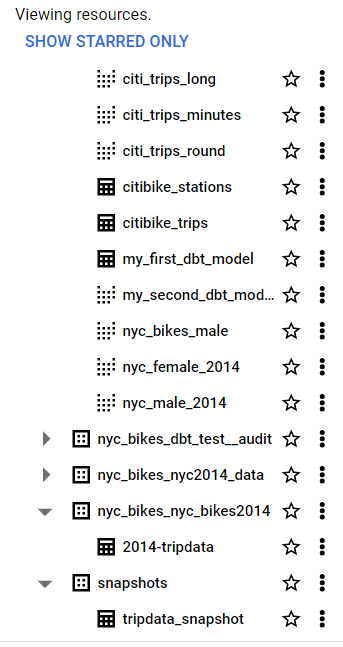 Viewing resources.
SHOW STARRED ONLY
citi_trips_long
citi_trips_minutes
citi_trips_round
citibike_stations
citibike_trips
my_first_dbt_model
my_second_dbt_mod...
nyc_bikes_male
nyc_female_2014
nyc_male_2014
nyc_bikes_dbt_test__audit
nyc_bikes_nyc2014_data
nyc_bikes_nyc_bikes2014
2014-tripdata
snapshots
tripdata_snapshot